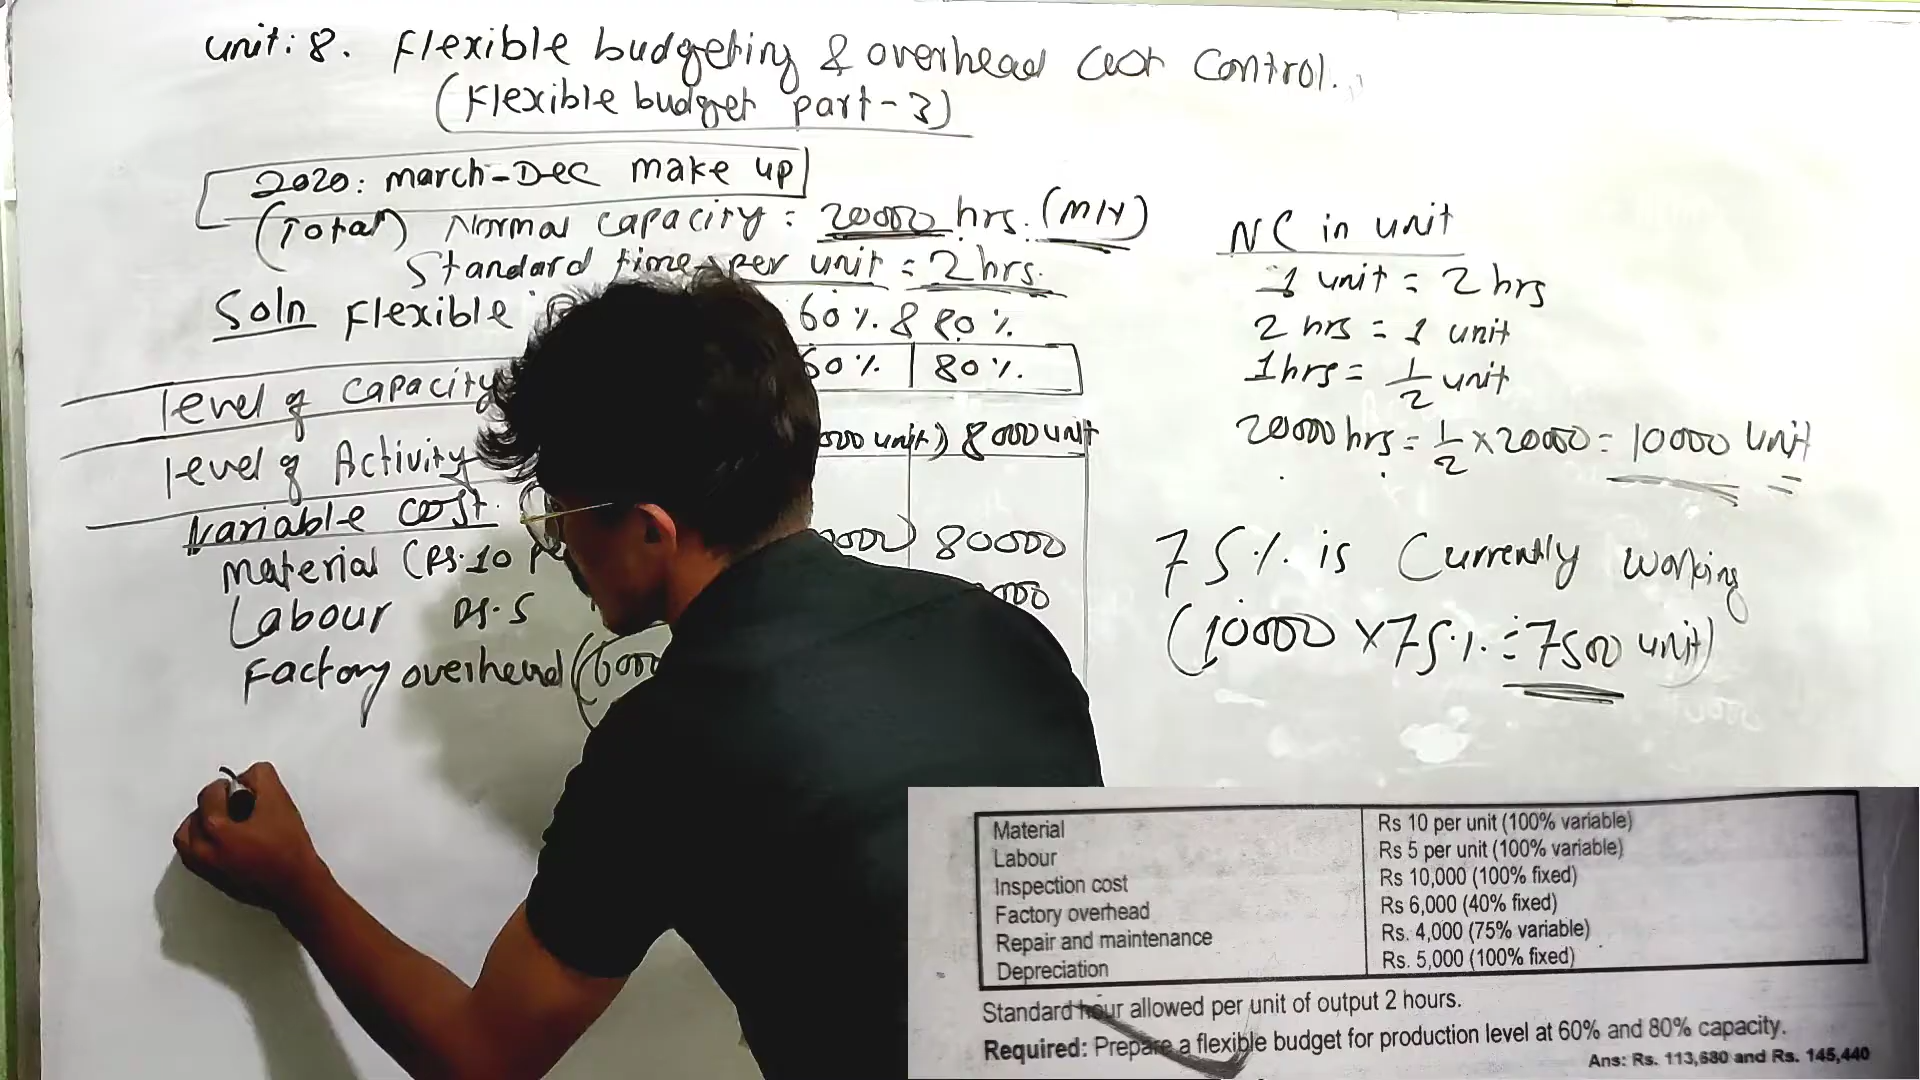 unit: 8. Flexible budgeting & overhead cost control.
(Flexible budget part-3)
2020: march-Dec make up
(Total) Normal capacity = 20000 hrs. (M/H)
Standard time per unit = 2 hrs.
Soln Flexible 60%. & 80%.
level of capacity 60%. 80%.
level of Activity 000 unit) 8000 unit
Variable cost.
material (Rs.10 pe 80000
Labour Rs.5 000
Factory overhead (6000
NC in unit
1 unit = 2 hrs
2 hrs = 1 unit
1 hrs = 1/2 unit
20000 hrs = 1/2 x 20000 = 10000 unit
75%. is Currently working
(10000 x 75%. = 7500 unit)
Material Rs 10 per unit (100% variable)
Labour Rs 5 per unit (100% variable)
Inspection cost Rs 10,000 (100% fixed)
Factory overhead Rs 6,000 (40% fixed)
Repair and maintenance Rs. 4,000 (75% variable)
Depreciation Rs. 5,000 (100% fixed)
Standard hour allowed per unit of output 2 hours.
Required: Prepare a flexible budget for production level at 60% and 80% capacity.
Ans: Rs. 113,680 and Rs. 145,440